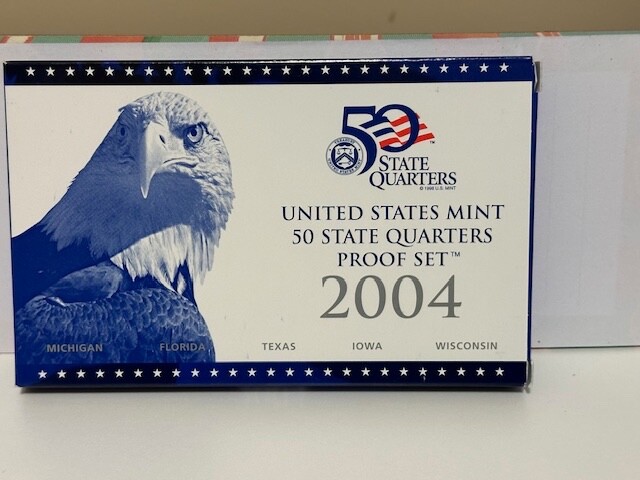 50
STATE
QUARTERS
© 1998 U.S. MINT
UNITED STATES MINT
50 STATE QUARTERS
PROOF SET™
2004
MICHIGAN FLORIDA TEXAS IOWA WISCONSIN